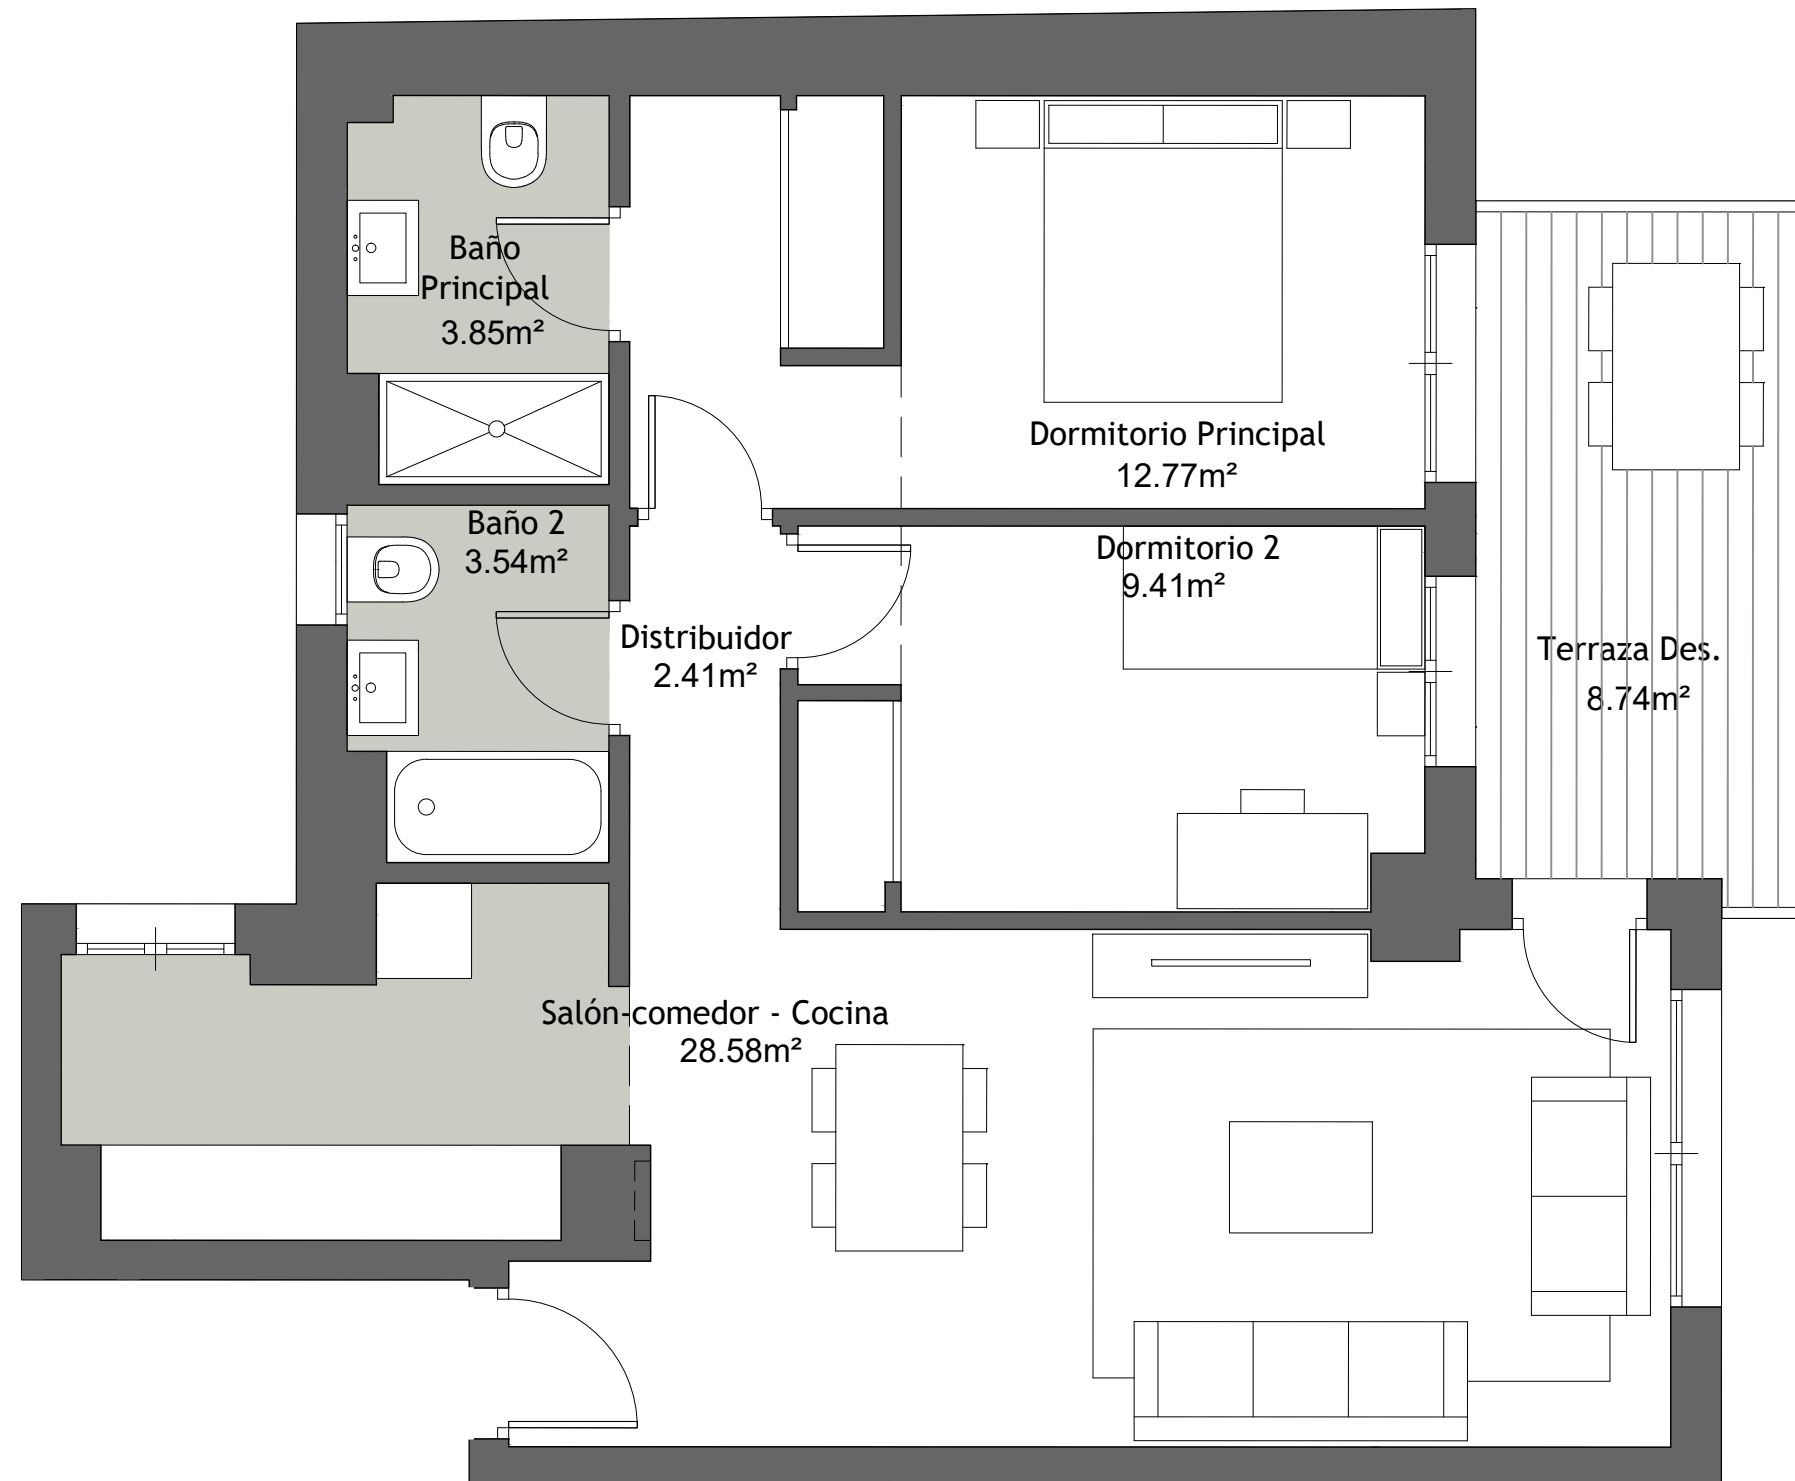 Baño
Principal
3.85m²
Dormitorio Principal
12.77m²
Baño 2
3.54m²
Dormitorio 2
9.41m²
Distribuidor
2.41m²
Terraza Des.
8.74m²
Salón-comedor - Cocina
28.58m²